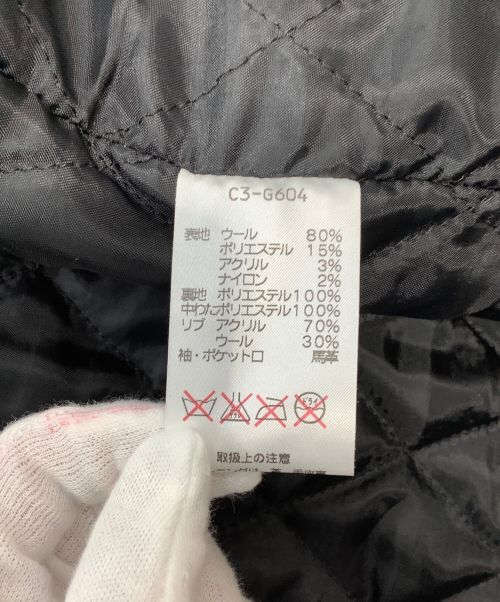 C3-G604
表地 ウール 80%
ポリエステル 15%
アクリル 3%
ナイロン 2%
裏地 ポリエステル100%
中わたポリエステル100%
リブ アクリル 70%
ウール 30%
袖・ポケット口 馬革
ドライ
取扱上の注意